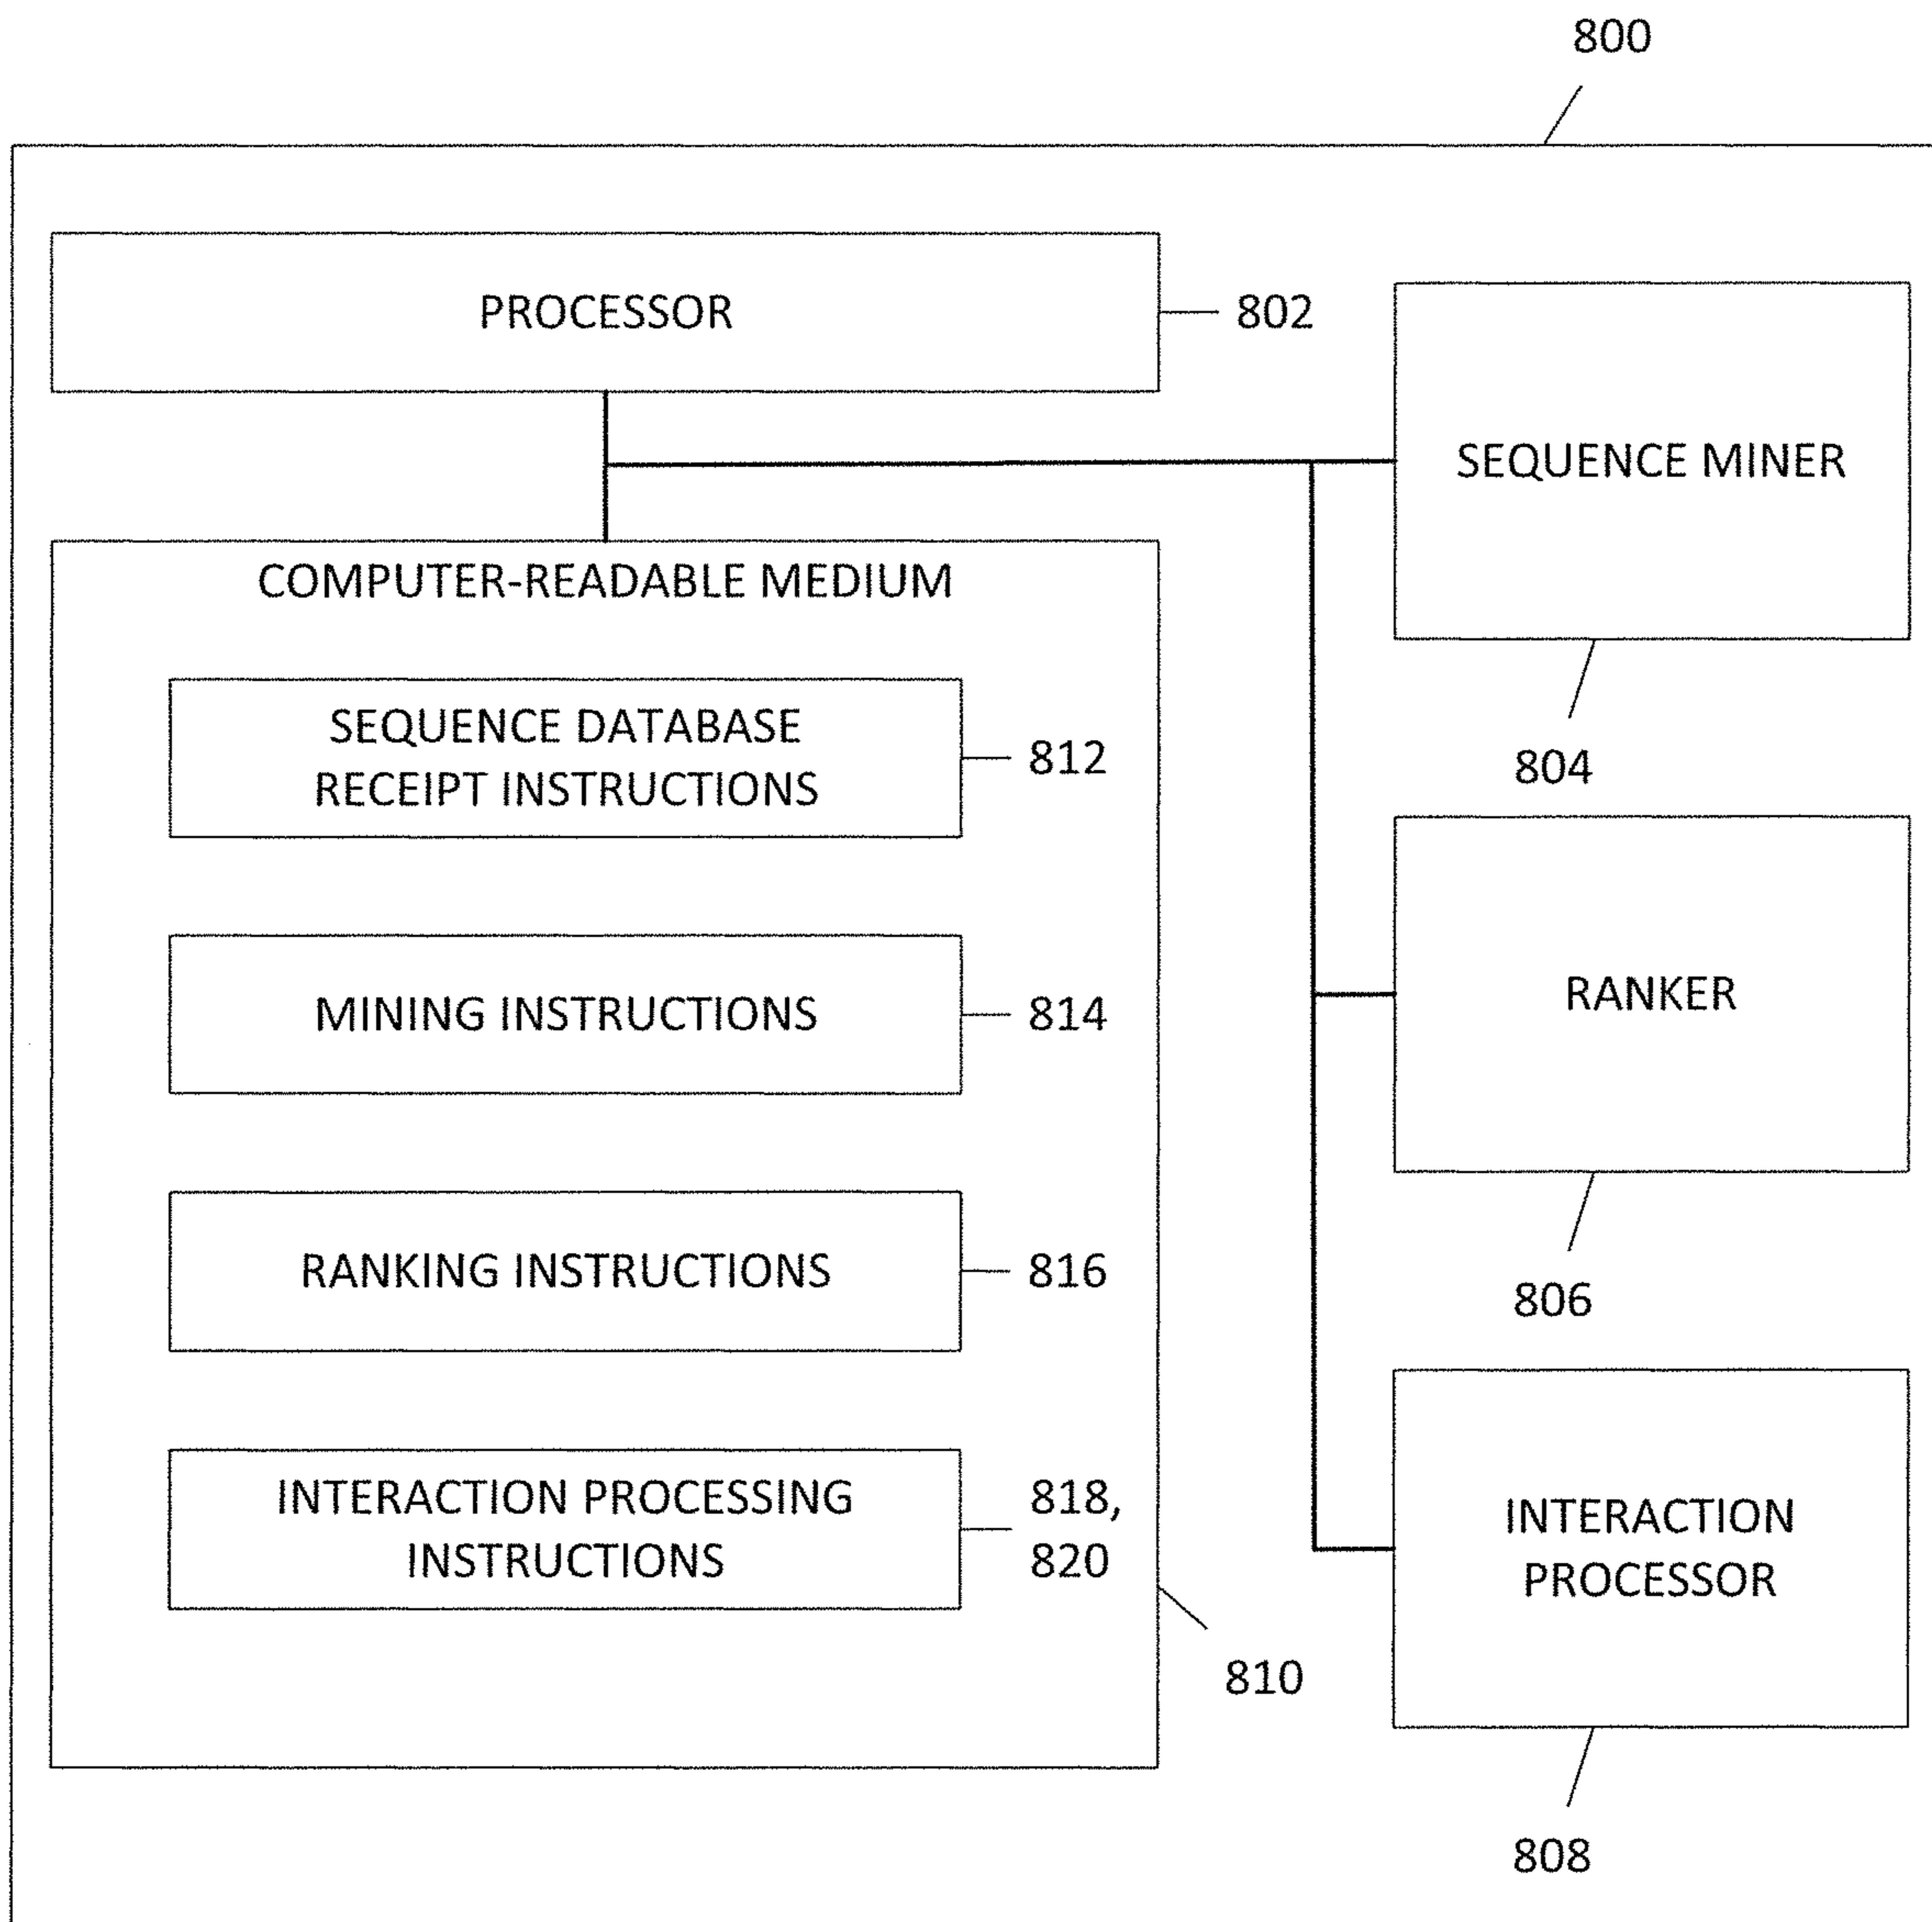 800
PROCESSOR
802
SEQUENCE MINER
804
COMPUTER-READABLE MEDIUM
SEQUENCE DATABASE
RECEIPT INSTRUCTIONS
812
MINING INSTRUCTIONS
814
RANKER
806
RANKING INSTRUCTIONS
816
INTERACTION PROCESSING
INSTRUCTIONS
818,
820
810
INTERACTION
PROCESSOR
808